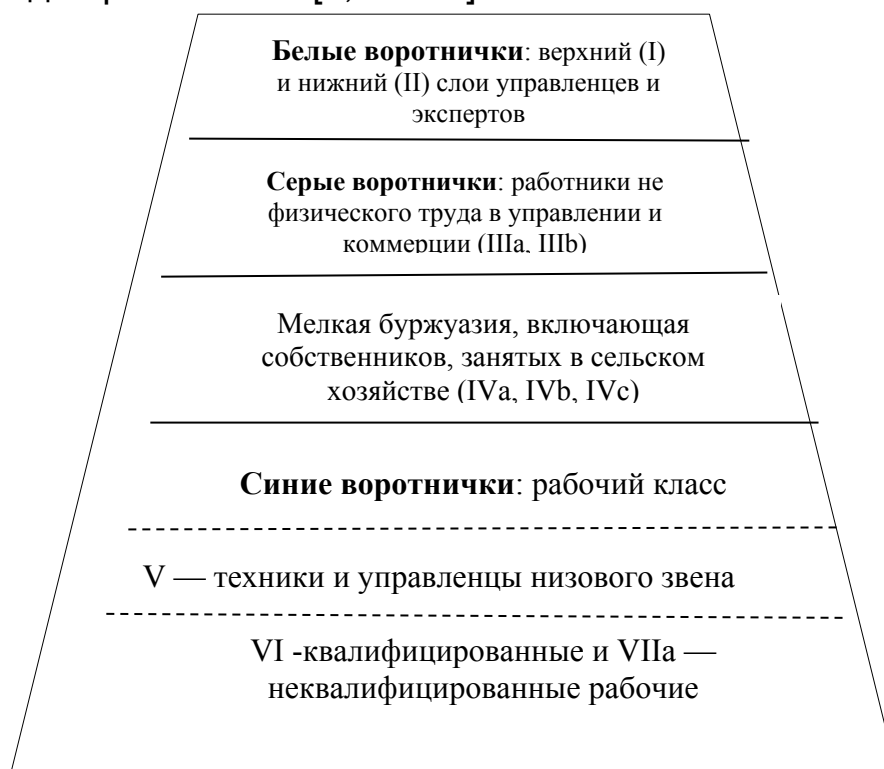 Белые воротнички: верхний (I)
и нижний (II) слои управленцев и
экспертов
Серые воротнички: работники не
физического труда в управлении и
коммерции (IIIa, IIIb)
Мелкая буржуазия, включающая
собственников, занятых в сельском
хозяйстве (IVa, IVb, IVc)
Синие воротнички: рабочий класс
V — техники и управленцы низового звена
VI -квалифицированные и VIIa —
неквалифицированные рабочие